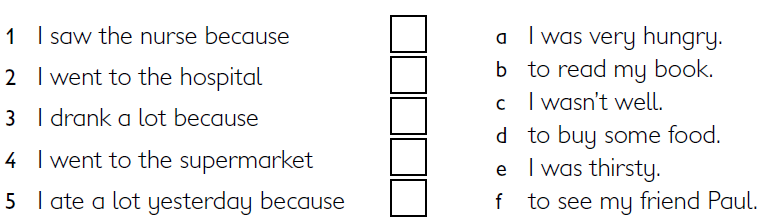 1 I saw the nurse because
2 I went to the hospital
3 I drank a lot because
4 I went to the supermarket
5 I ate a lot yesterday because
a I was very hungry.
b to read my book.
c I wasn't well.
d to buy some food.
e I was thirsty.
f to see my friend Paul.